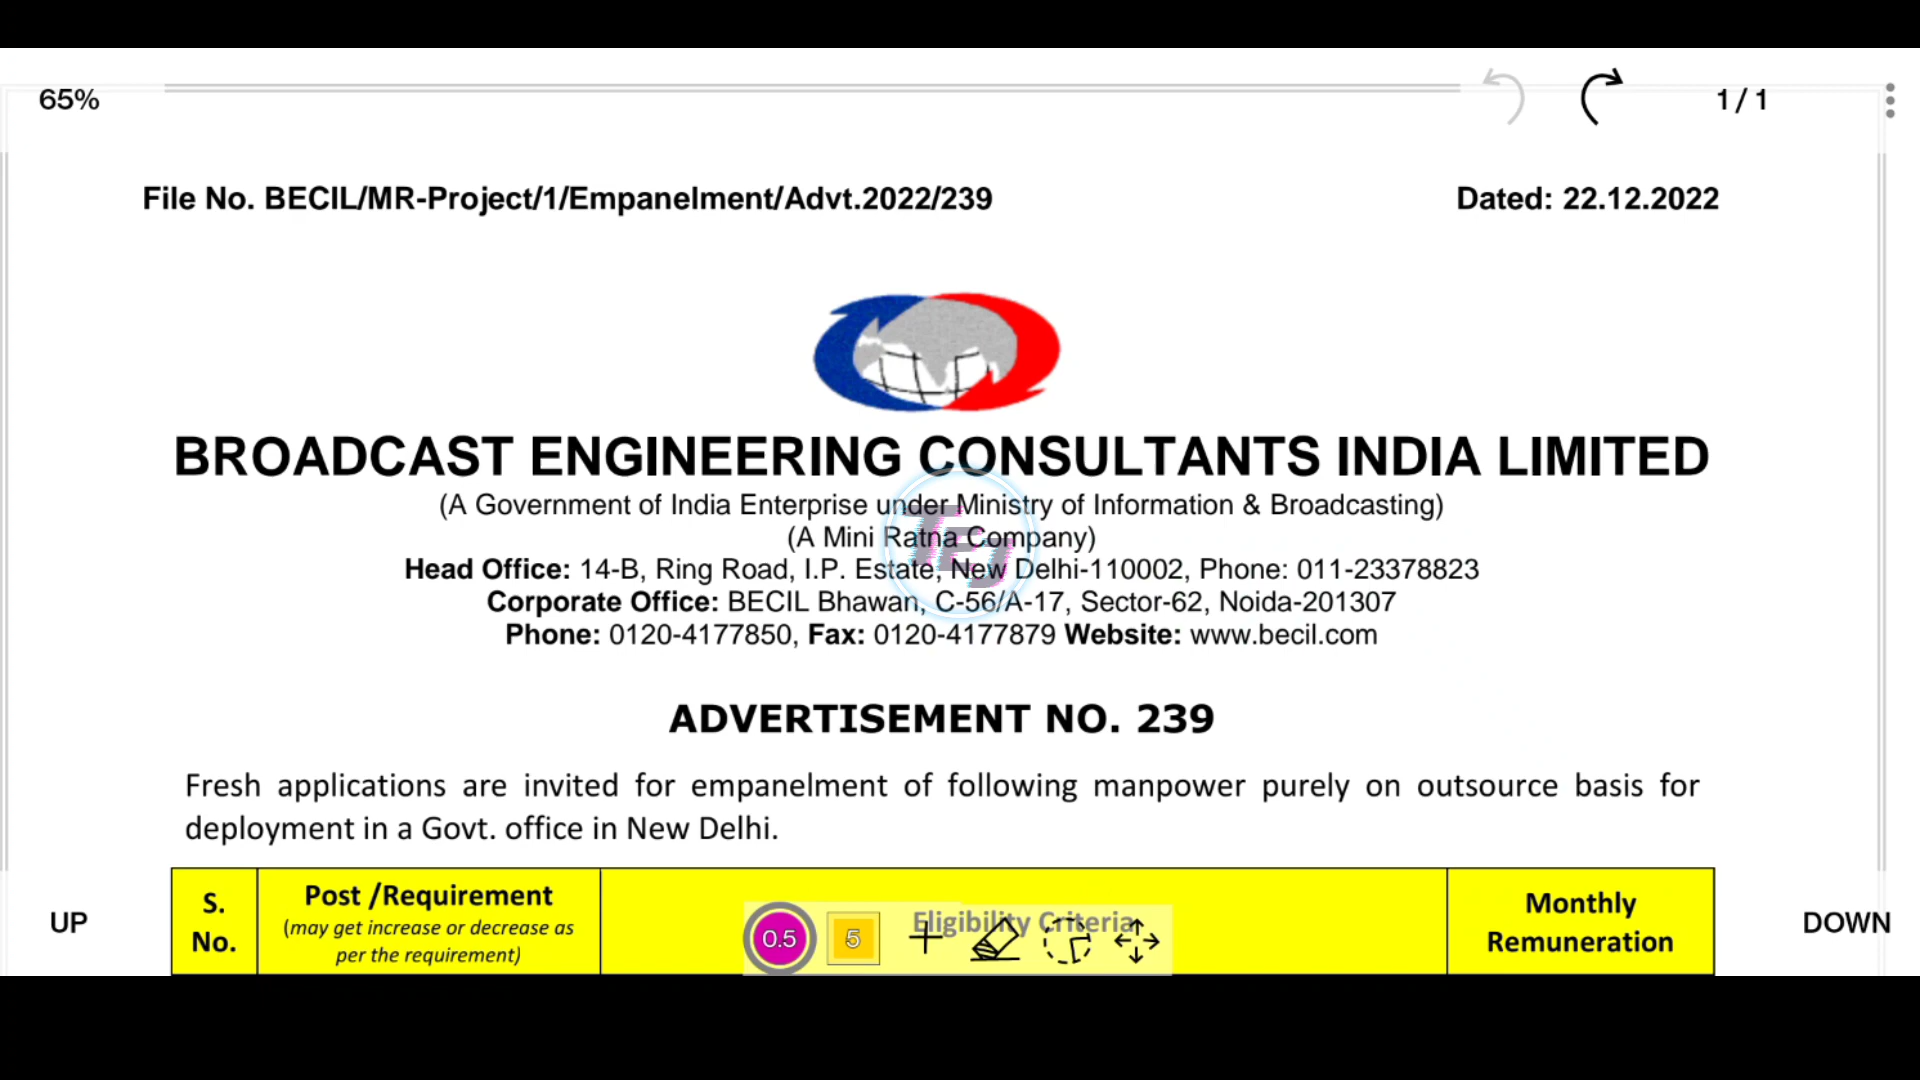 65%
1/1
File No. BECIL/MR-Project/1/Empanelment/Advt.2022/239 Dated: 22.12.2022
BROADCAST ENGINEERING CONSULTANTS INDIA LIMITED
(A Government of India Enterprise under Ministry of Information & Broadcasting)
(A Mini Ratna Company)
TEJ
Head Office: 14-B, Ring Road, I.P. Estate, New Delhi-110002, Phone: 011-23378823
Corporate Office: BECIL Bhawan, C-56/A-17, Sector-62, Noida-201307
Phone: 0120-4177850, Fax: 0120-4177879 Website: www.becil.com
ADVERTISEMENT NO. 239
Fresh applications are invited for empanelment of following manpower purely on outsource basis for
deployment in a Govt. office in New Delhi.
S. No.
Post /Requirement
(may get increase or decrease as
per the requirement)
Eligibility Criteria
Monthly
Remuneration
UP
0.5
5
DOWN